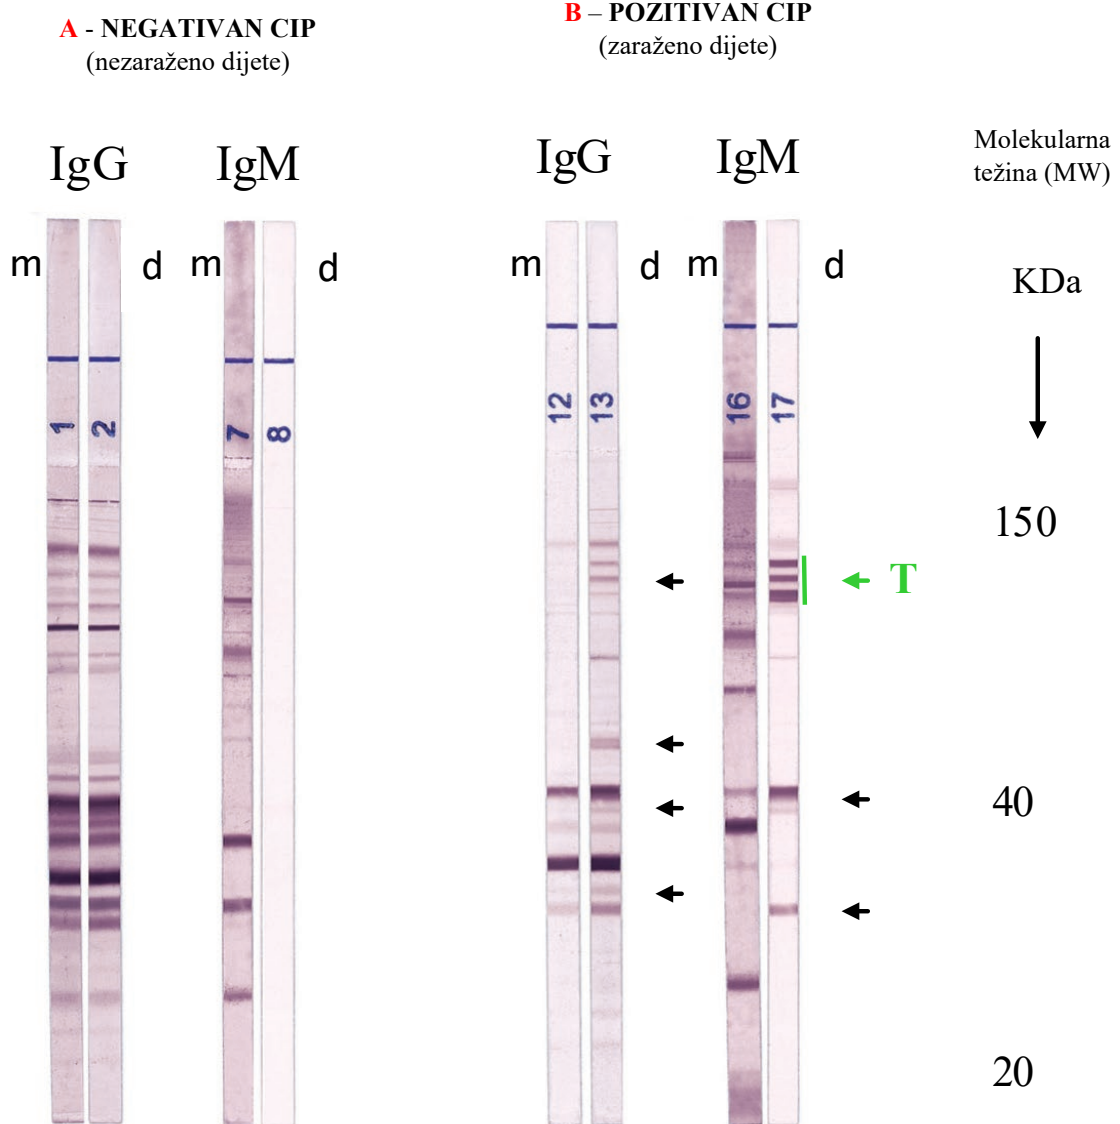 A - NEGATIVAN CIP
(nezaraženo dijete)
B – POZITIVAN CIP
(zaraženo dijete)
IgG
IgM
IgG
IgM
Molekularna
težina (MW)
m
d
m
d
m
d
m
d
KDa
1
2
7
8
12
13
16
17
150
T
40
20